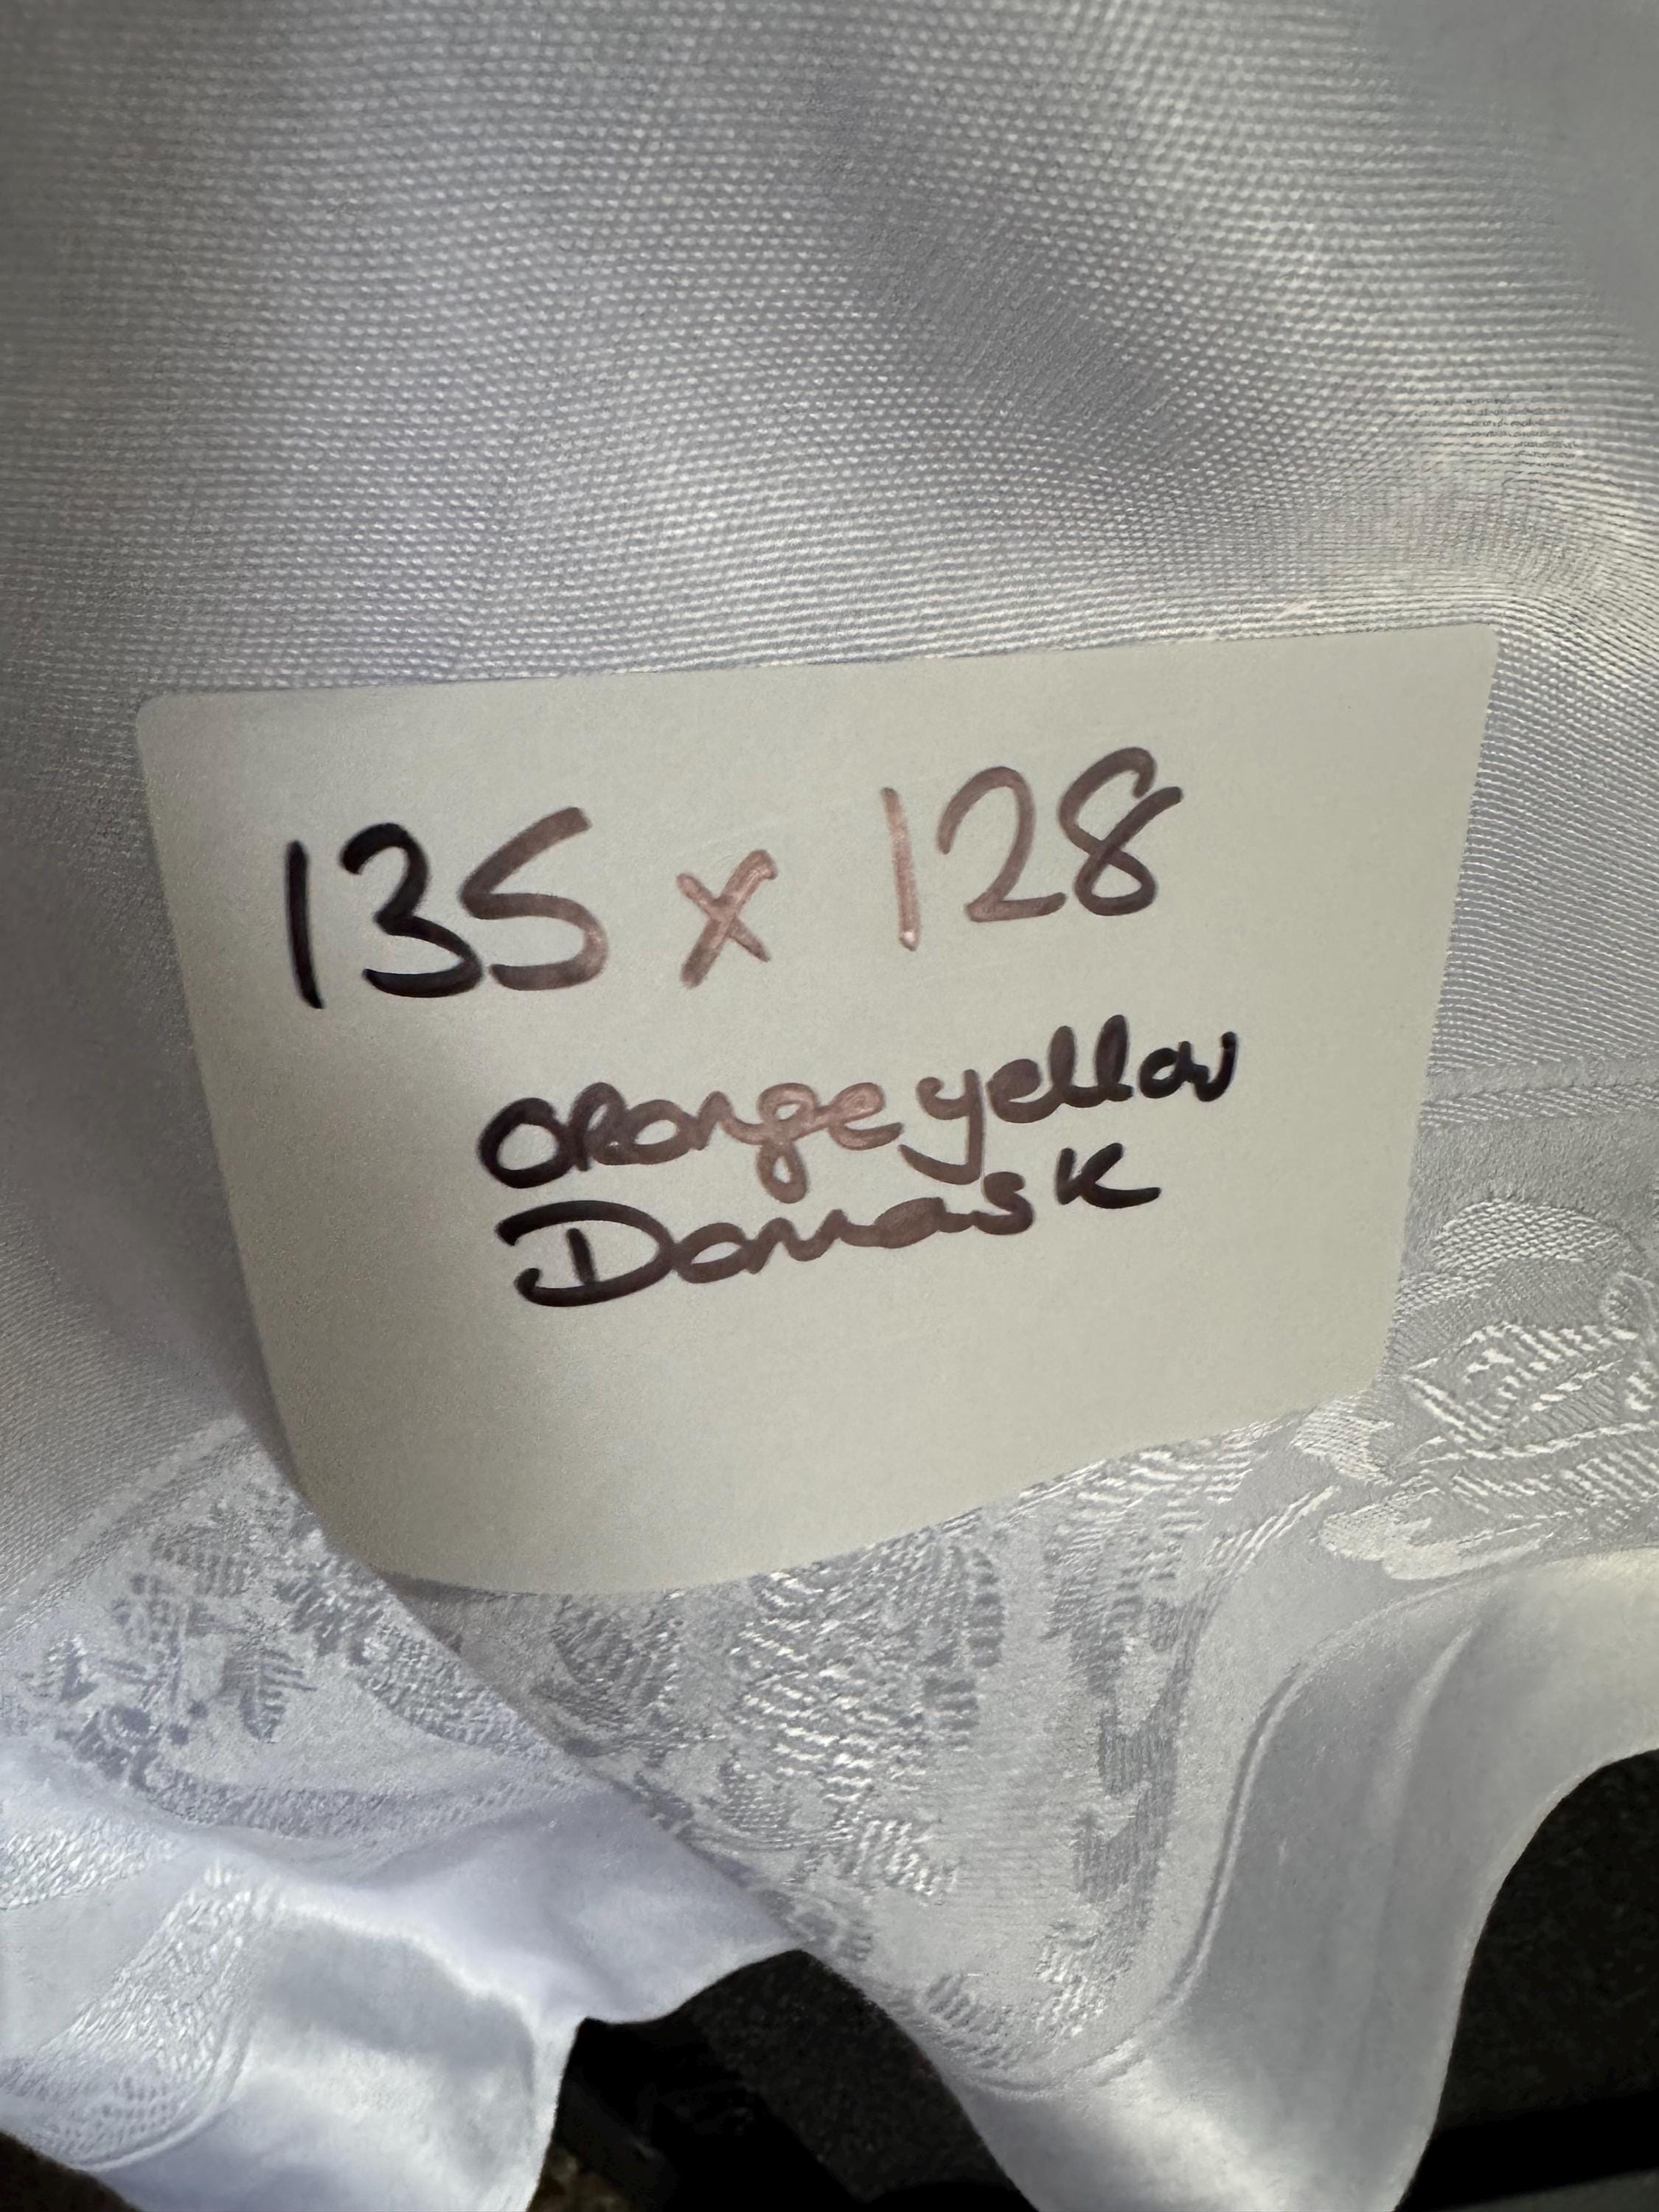 135 x 128
Orange yellow
Damask